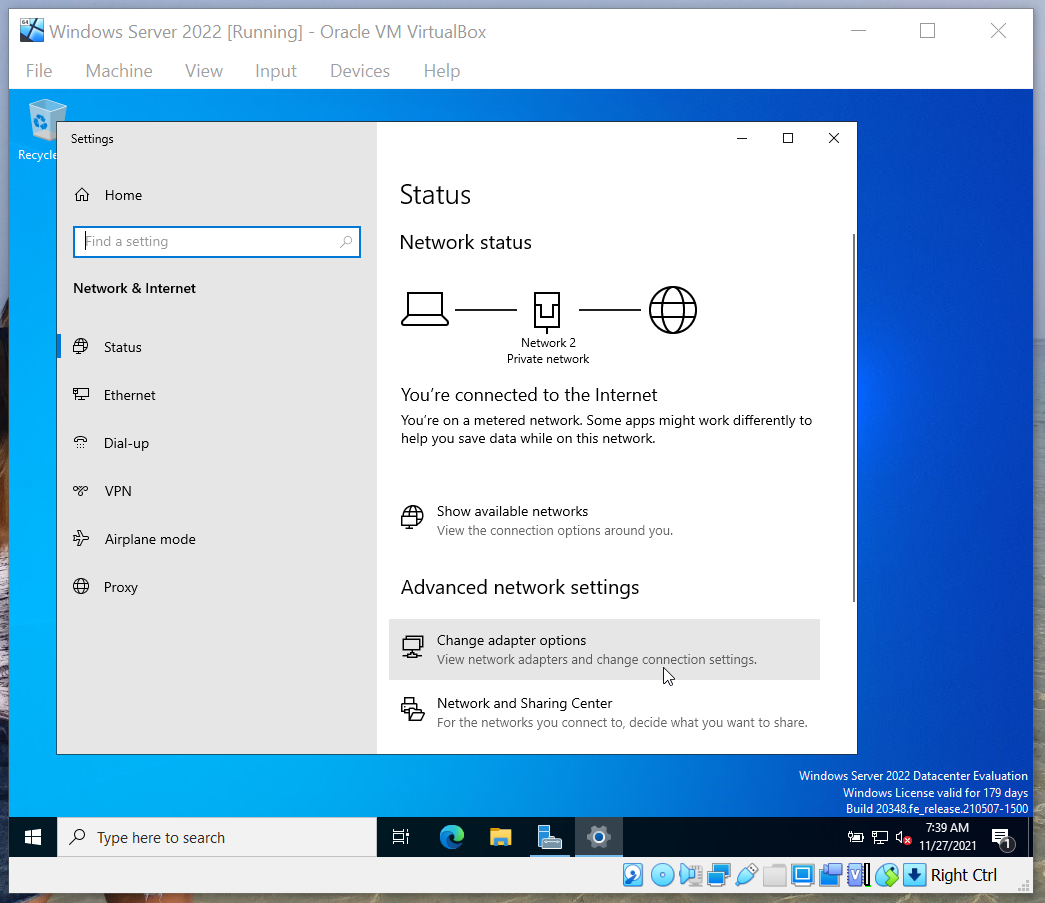 Windows Server 2022 [Running] - Oracle VM VirtualBox
File Machine View Input Devices Help
Recycle
Settings
Home
Find a setting
Network & Internet
Status
Ethernet
Dial-up
VPN
Airplane mode
Proxy
Status
Network status
Network 2
Private network
You're connected to the Internet
You're on a metered network. Some apps might work differently to
help you save data while on this network.
Show available networks
View the connection options around you.
Advanced network settings
Change adapter options
View network adapters and change connection settings.
Network and Sharing Center
For the networks you connect to, decide what you want to share.
Windows Server 2022 Datacenter Evaluation
Windows License valid for 179 days
Build 20348.fe_release.210507-1500
Type here to search
7:39 AM
11/27/2021
1
Right Ctrl